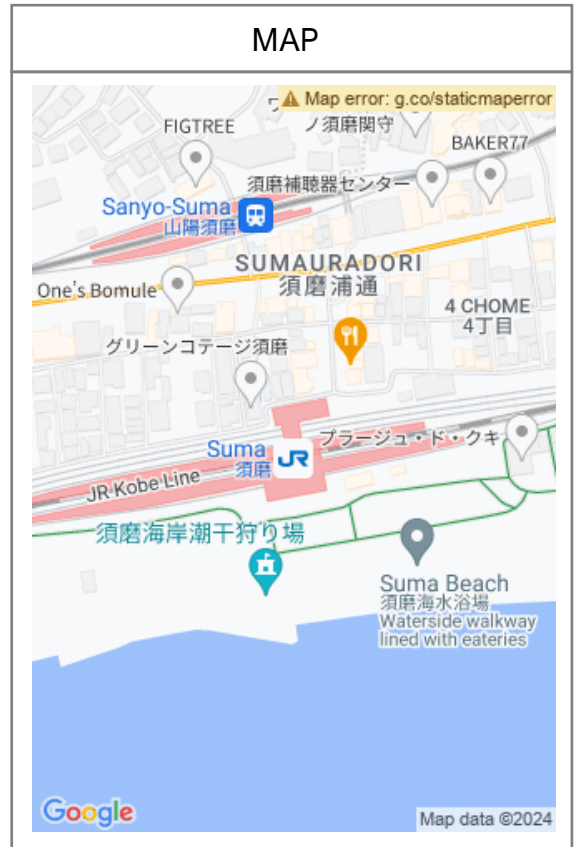 MAP
Map error: g.co/staticmaperror
FIGTREE
ノ須磨関守
BAKER77
須磨補聴器センター
Sanyo-Suma
山陽須磨
SUMAURADORI
須磨浦通
One's Bomule
4 CHOME
4丁目
グリーンコテージ須磨
プラージュ・ド・クキ
Suma
須磨
JR
JR Kobe Line
須磨海岸潮干狩り場
Suma Beach
須磨海水浴場
Waterside walkway
lined with eateries
Google
Map data ©2024